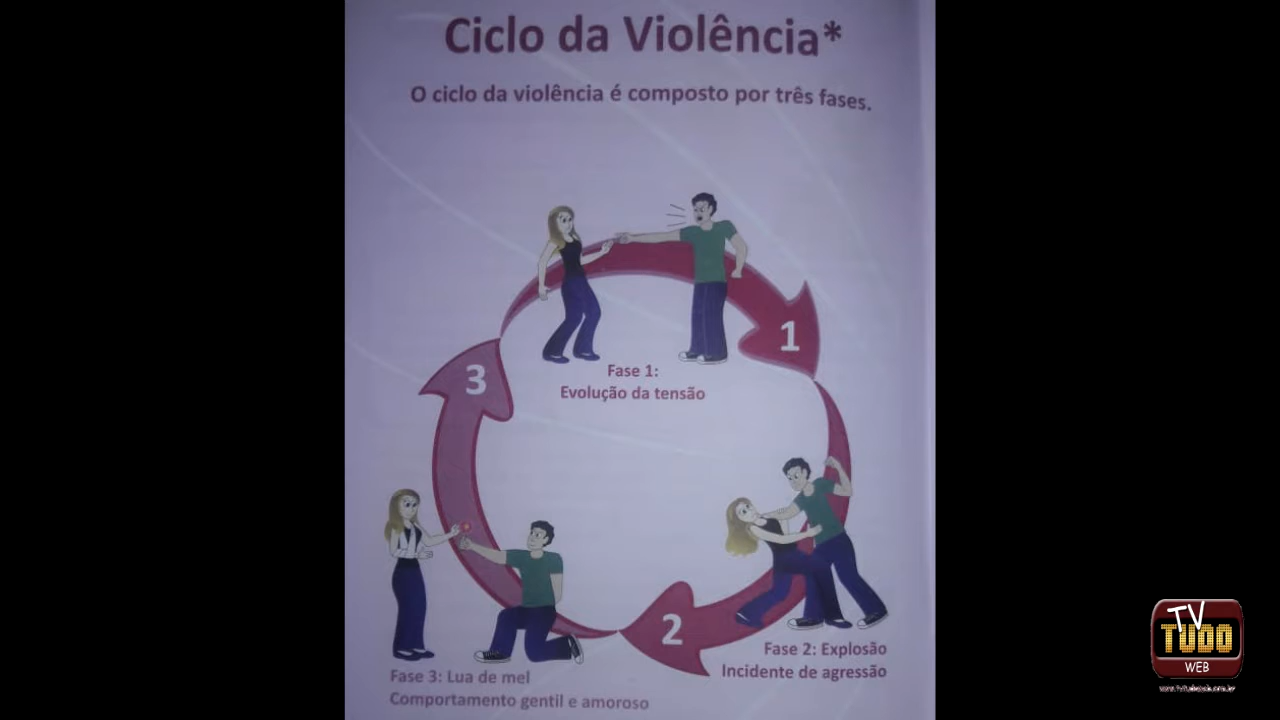 Ciclo da Violência*
O ciclo da violência é composto por três fases.
1
3
Fase 1:
Evolução da tensão
2
Fase 2: Explosão
Incidente de agressão
Fase 3: Lua de mel
Comportamento gentil e amoroso
TV
TUDO
WEB